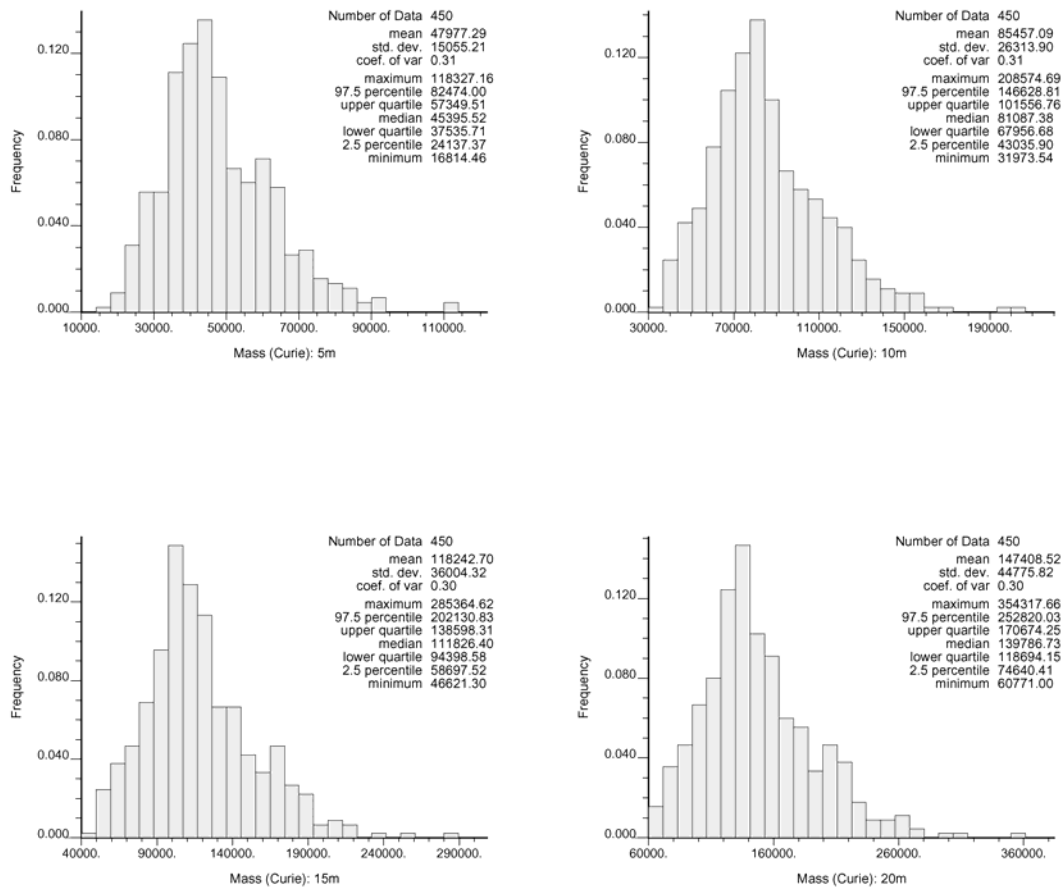 Number of Data 450
mean 47977.29
std. dev. 15055.21
coef. of var 0.31
maximum 118327.16
97.5 percentile 82474.00
upper quartile 57349.51
median 45395.52
lower quartile 37535.71
2.5 percentile 24137.37
minimum 16814.46
Frequency
0.120
0.080
0.040
0.000
10000. 30000. 50000. 70000. 90000. 110000.
Mass (Curie): 5m
Number of Data 450
mean 85457.09
std. dev. 26313.90
coef. of var 0.31
maximum 208574.69
97.5 percentile 146628.81
upper quartile 101556.76
median 81087.38
lower quartile 67956.68
2.5 percentile 43035.90
minimum 31973.54
Frequency
0.120
0.080
0.040
0.000
30000. 70000. 110000. 150000. 190000.
Mass (Curie): 10m
Number of Data 450
mean 118242.70
std. dev. 36004.32
coef. of var 0.30
maximum 285364.62
97.5 percentile 202130.83
upper quartile 138598.31
median 111826.40
lower quartile 94398.58
2.5 percentile 58697.52
minimum 46621.30
Frequency
0.120
0.080
0.040
0.000
40000. 90000. 140000. 190000. 240000. 290000.
Mass (Curie): 15m
Number of Data 450
mean 147408.52
std. dev. 44775.82
coef. of var 0.30
maximum 354317.66
97.5 percentile 252820.03
upper quartile 170674.25
median 139786.73
lower quartile 118694.15
2.5 percentile 74640.41
minimum 60771.00
Frequency
0.120
0.080
0.040
0.000
60000. 160000. 260000. 360000.
Mass (Curie): 20m